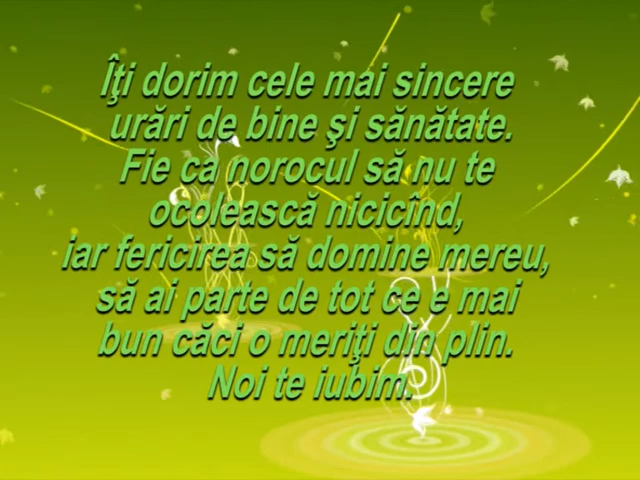 Îţi dorim cele mai sincere
urări de bine şi sănătate.
Fie ca norocul să nu te
ocolească nicicînd,
iar fericirea să domine mereu,
să ai parte de tot ce e mai
bun căci o meriţi din plin.
Noi te iubim.